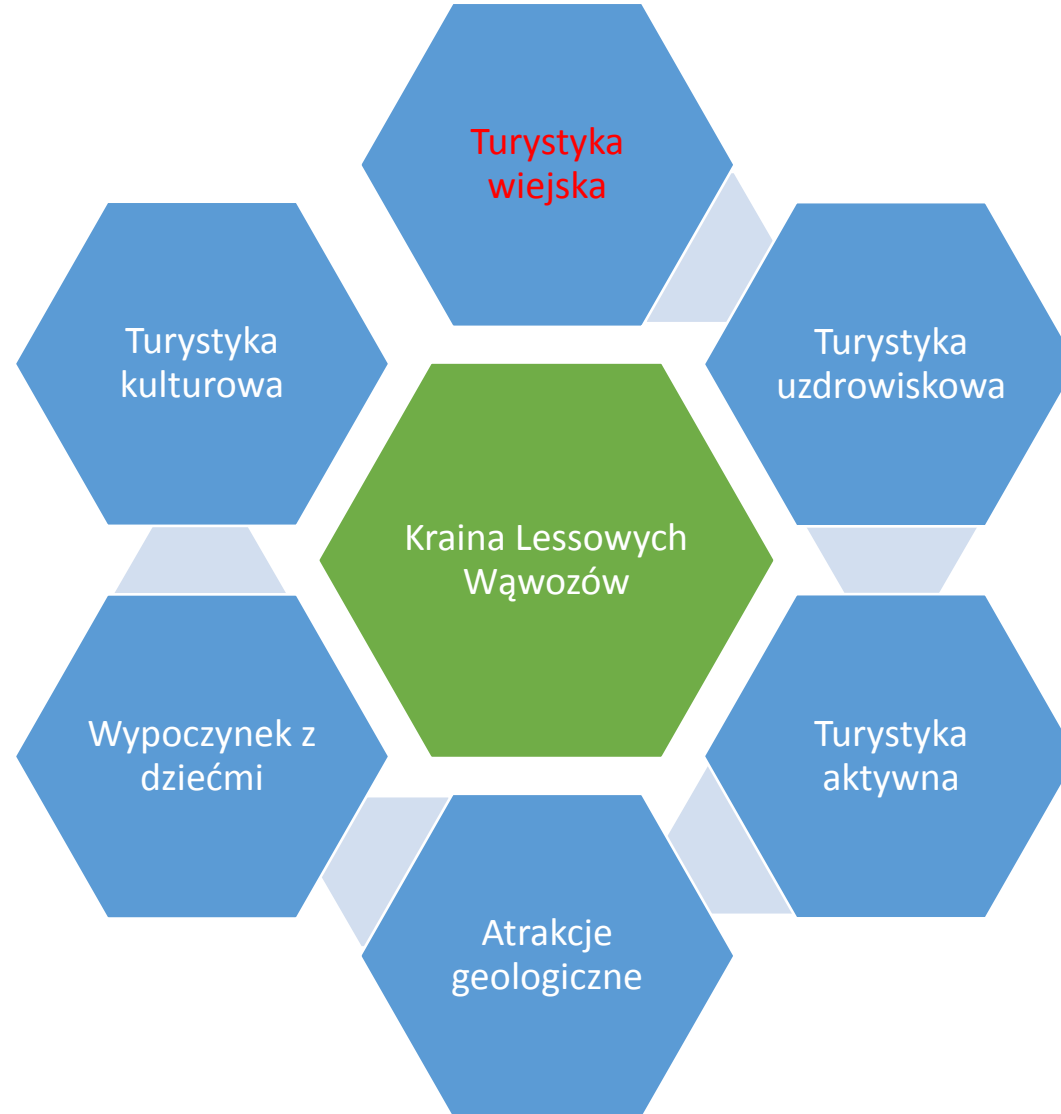 Turystyka
wiejska
Turystyka
kulturowa
Turystyka
uzdrowiskowa
Kraina Lessowych
Wąwozów
Wypoczynek z
dziećmi
Turystyka
aktywna
Atrakcje
geologiczne